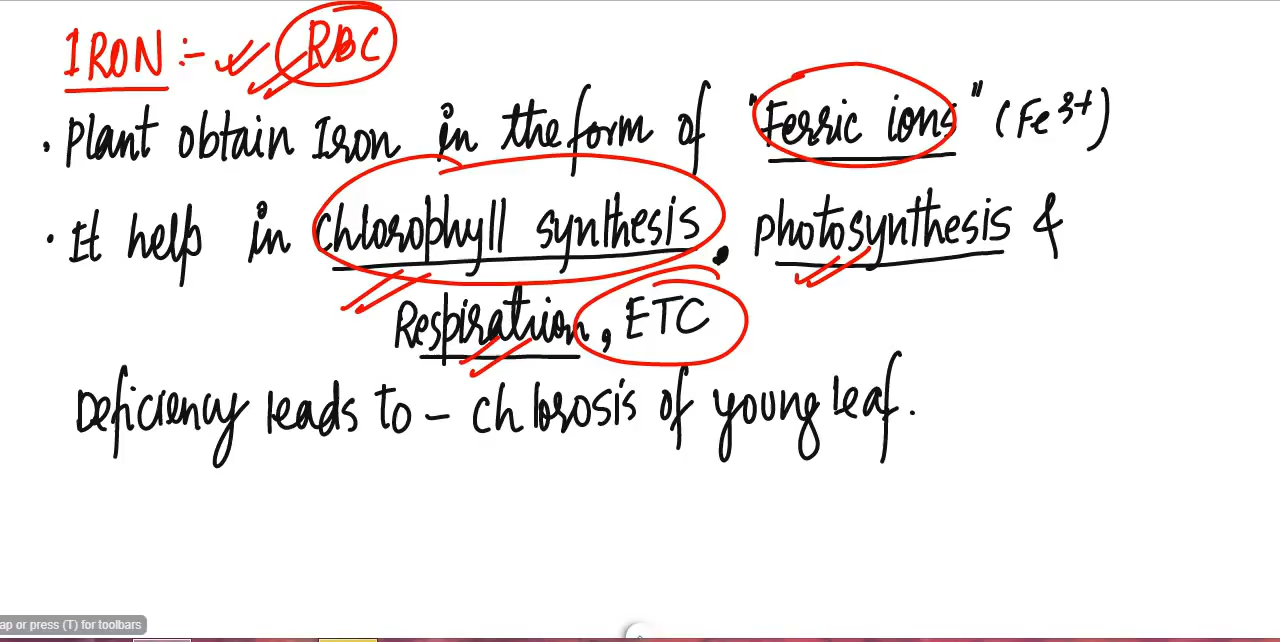 IRON :- RBC
• Plant obtain Iron in the form of "Ferric ions" (Fe3+)
• It help in chlorophyll synthesis, photosynthesis &
Respiration, ETC
Deficiency leads to – chlorosis of young leaf.
ap or press (T) for toolbars